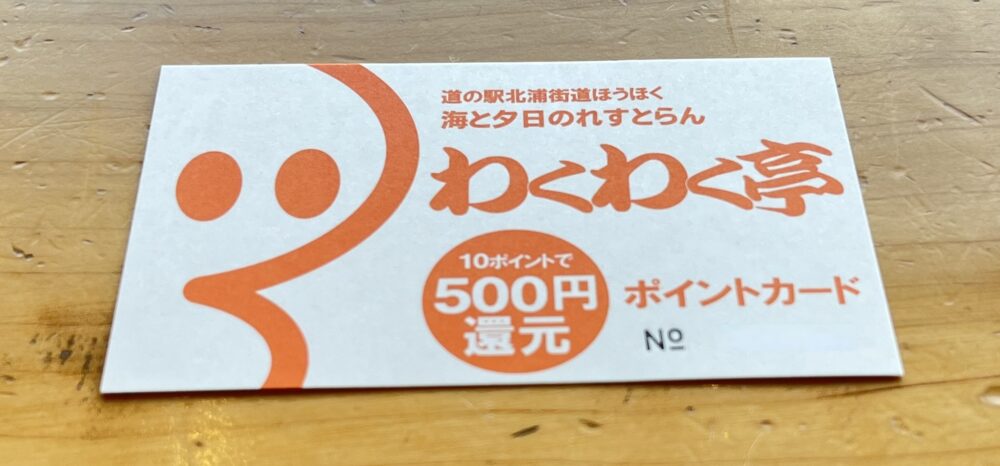 道の駅北浦街道ほうほく
海と夕日のれすとらん
わくわく亭
10ポイントで
500円
還元
ポイントカード
№